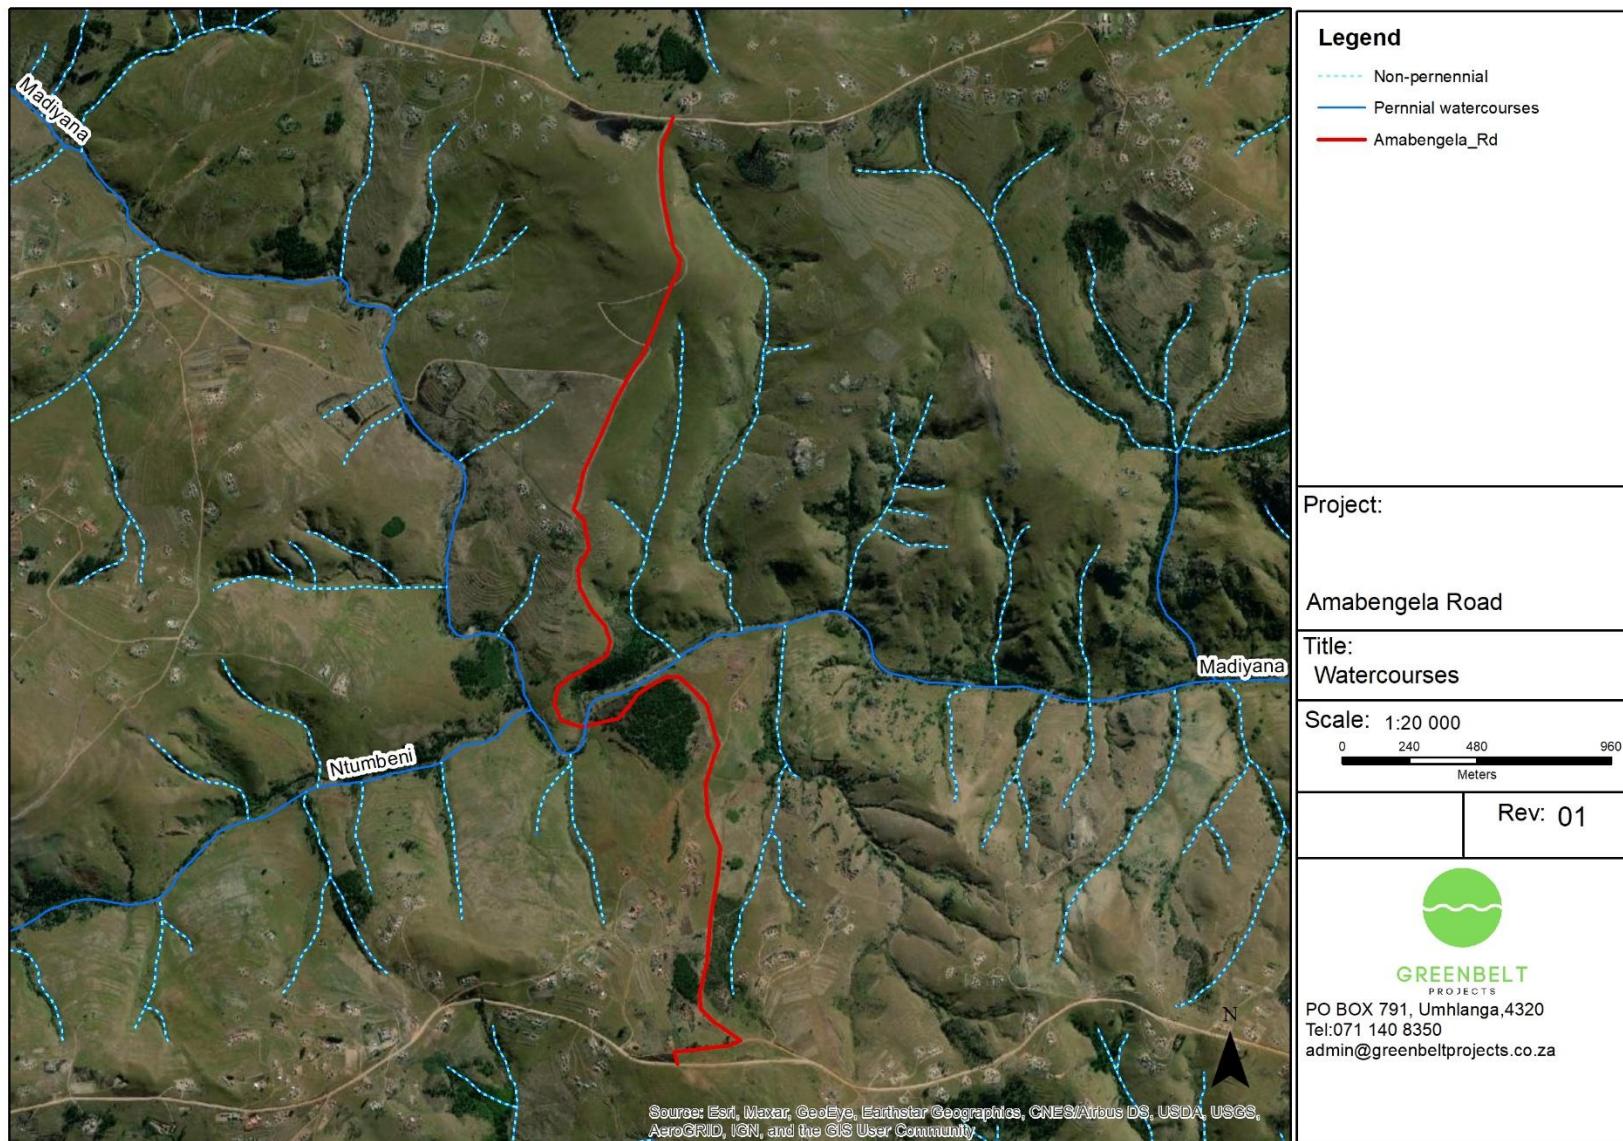 Madiyana
Ntumbeni
Madiyana
N
Source: Esri, Maxar, GeoEye, Earthstar Geographics, CNES/Airbus DS, USDA, USGS,
AeroGRID, IGN, and the GIS User Community
Legend
Non-pernennial
Pernnial watercourses
Amabengela_Rd
Project:
Amabengela Road
Title:
Watercourses
Scale: 1:20 000
0 240 480 960
Meters
Rev: 01
GREENBELT
PROJECTS
PO BOX 791, Umhlanga,4320
Tel:071 140 8350
admin@greenbeltprojects.co.za